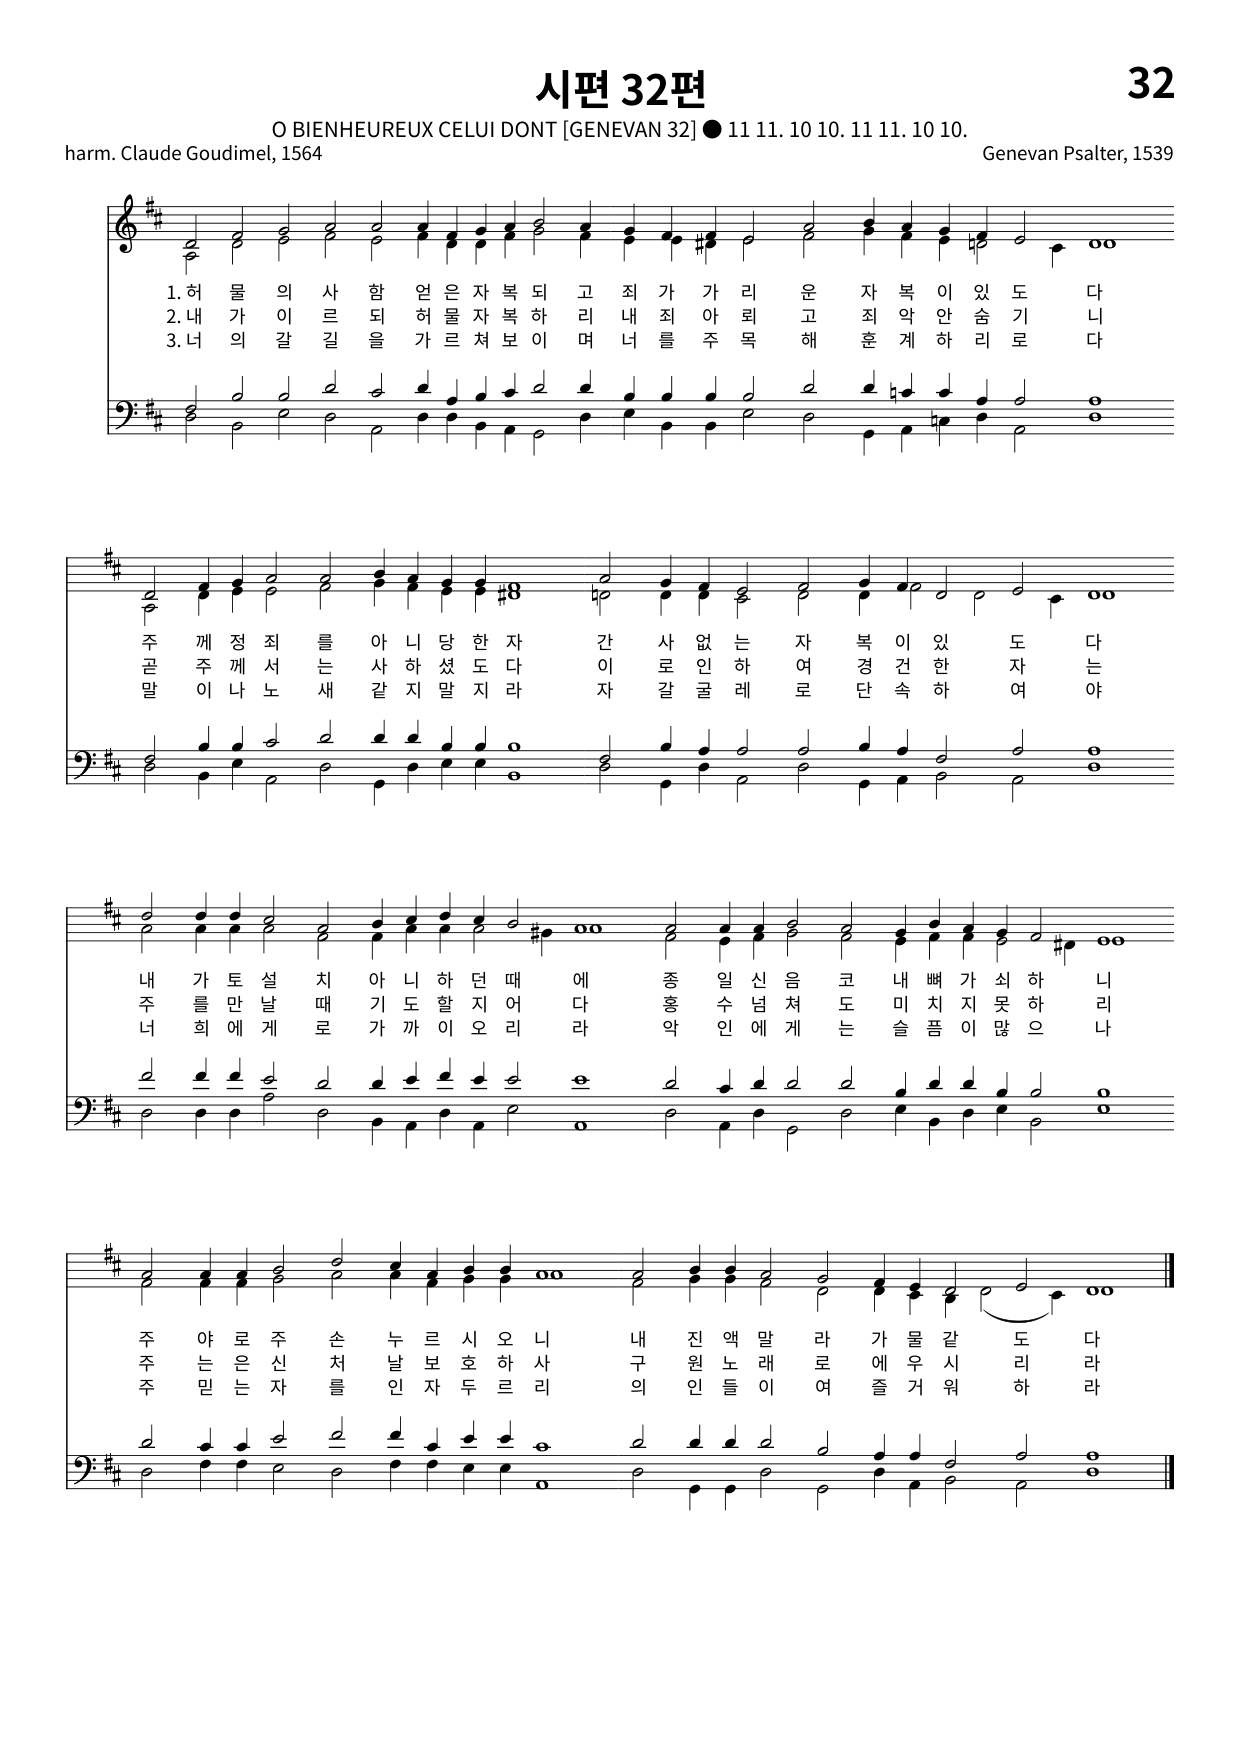 시편 32편
32
O BIENHEUREUX CELUI DONT [GENEVAN 32] ● 11 11. 10 10. 11 11. 10 10.
harm. Claude Goudimel, 1564
Genevan Psalter, 1539
1. 허 물 의 사 함 얻 은 자 복 되 고 죄 가 가 리 운 자 복 이 있 도 다
2. 내 가 이 르 되 허 물 자 복 하 리 내 죄 아 뢰 고 죄 악 안 숨 기 니
3. 너 의 갈 길 을 가 르 쳐 보 이 며 너 를 주 목 해 훈 계 하 리 로 다
주 께 정 죄 를 아 니 당 한 자 간 사 없 는 자 복 이 있 도 다
곧 주 께 서 는 사 하 셨 도 다 이 로 인 하 여 경 건 한 자 는
말 이 나 노 새 같 지 말 지 라 자 갈 굴 레 로 단 속 하 여 야
내 가 토 설 치 아 니 하 던 때 에 종 일 신 음 코 내 뼈 가 쇠 하 니
주 를 만 날 때 기 도 할 지 어 다 홍 수 넘 쳐 도 미 치 지 못 하 리
너 희 에 게 로 가 까 이 오 리 라 악 인 에 게 는 슬 픔 이 많 으 나
주 야 로 주 손 누 르 시 오 니 내 진 액 말 라 가 물 같 도 다
주 는 은 신 처 날 보 호 하 사 구 원 노 래 로 에 우 시 리 라
주 믿 는 자 를 인 자 두 르 리 의 인 들 이 여 즐 거 워 하 라